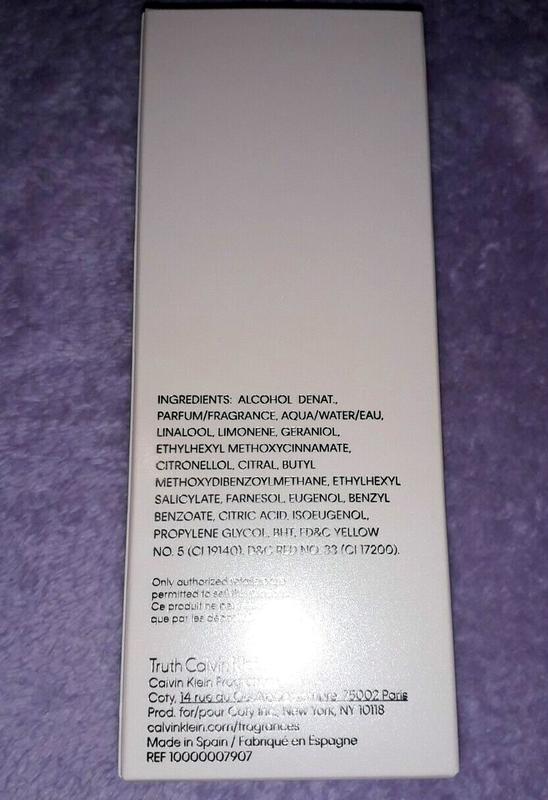 INGREDIENTS: ALCOHOL DENAT.,
PARFUM/FRAGRANCE, AQUA/WATER/EAU,
LINALOOL, LIMONENE, GERANIOL,
ETHYLHEXYL METHOXYCINNAMATE,
CITRONELLOL, CITRAL, BUTYL
METHOXYDIBENZOYLMETHANE, ETHYLHEXYL
SALICYLATE, FARNESOL, EUGENOL, BENZYL
BENZOATE, CITRIC ACID, ISOEUGENOL,
PROPYLENE GLYCOL, BHT, FD&C YELLOW
NO. 5 (CI 19140), D&C RED NO. 33 (CI 17200).
Only authorized
permitted to sell this
Ce produit ne
que par les
Truth Calvin
Calvin Klein
Coty, 14 rue du 75002 Paris
Prod. for/pour Coty Inc., New York, NY 10118
calvinklein.com/fragrances
Made in Spain / Fabriqué en Espagne
REF 10000007907